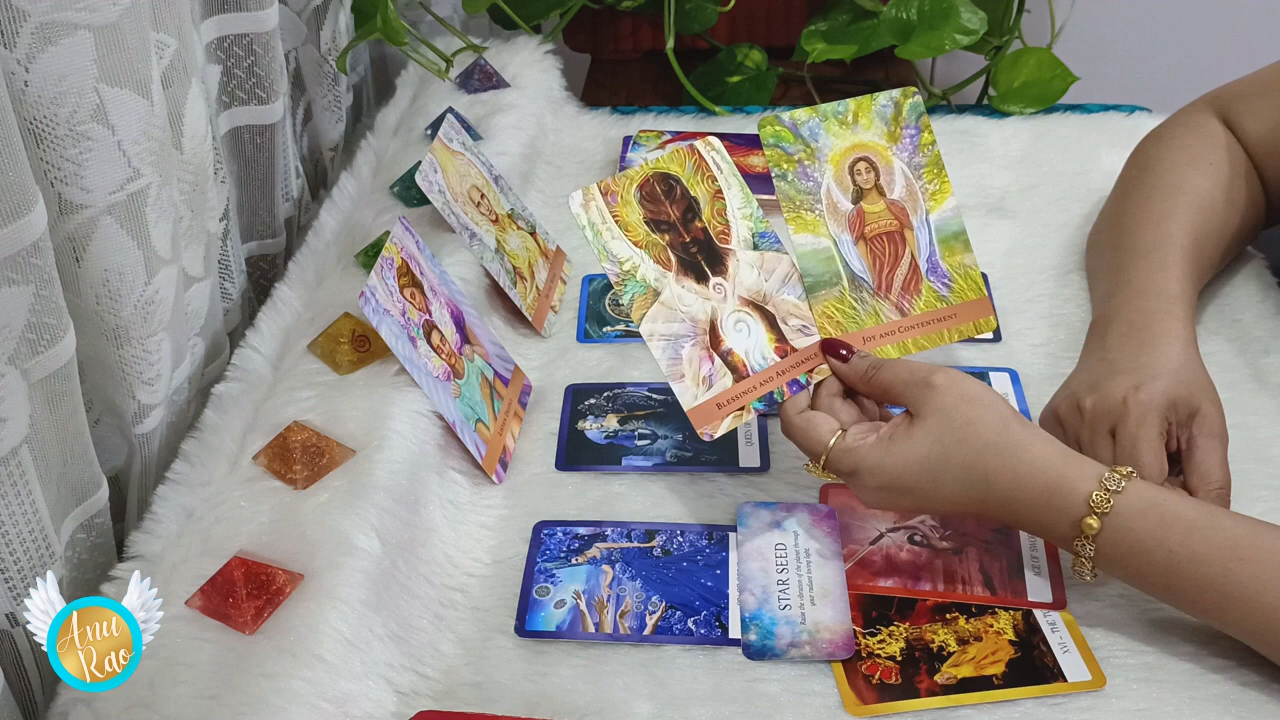 Joy and Contentment
Blessings and Abundance
QUEEN OF
STAR SEED
Raise the vibration of the planet through
your radiant loving light.
ACE OF SWO
XVI – THE T
Anu
Rao